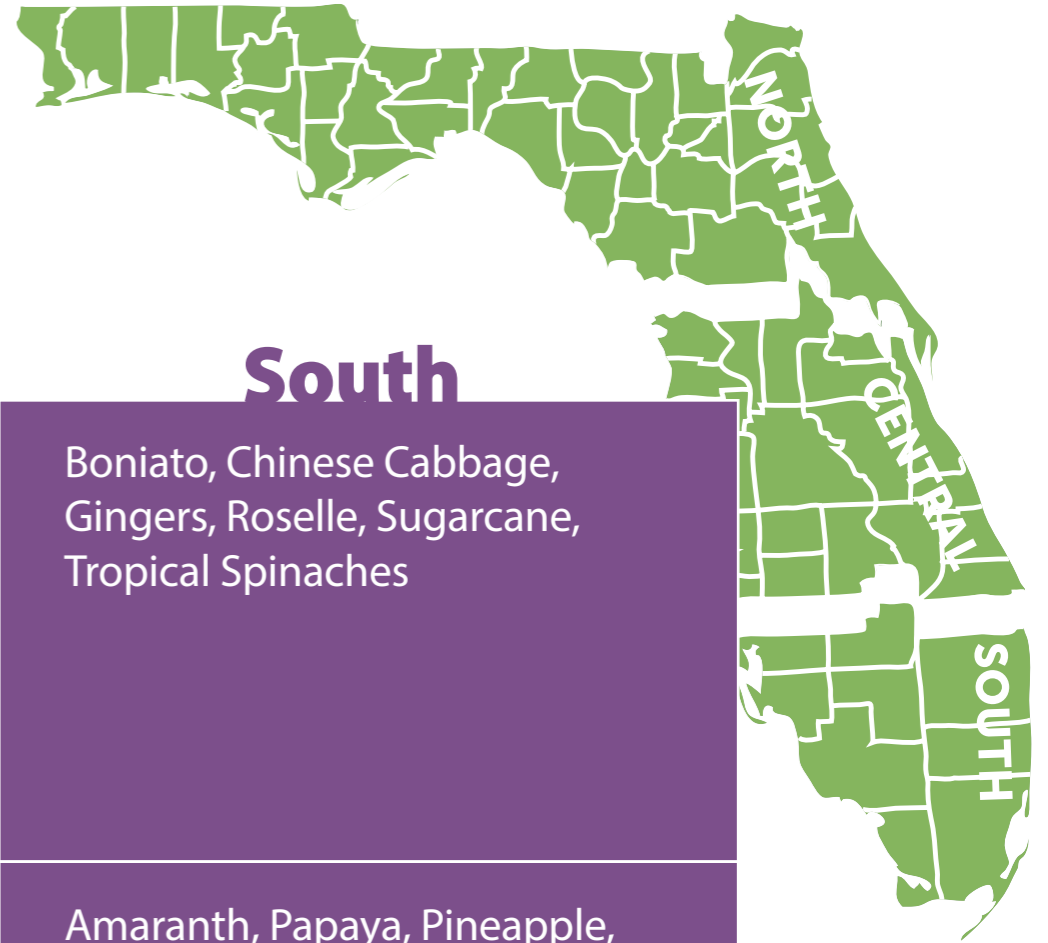 NORTH
South
CENTRAL
Boniato, Chinese Cabbage,
Gingers, Roselle, Sugarcane,
Tropical Spinaches
SOUTH
Amaranth, Papaya, Pineapple,